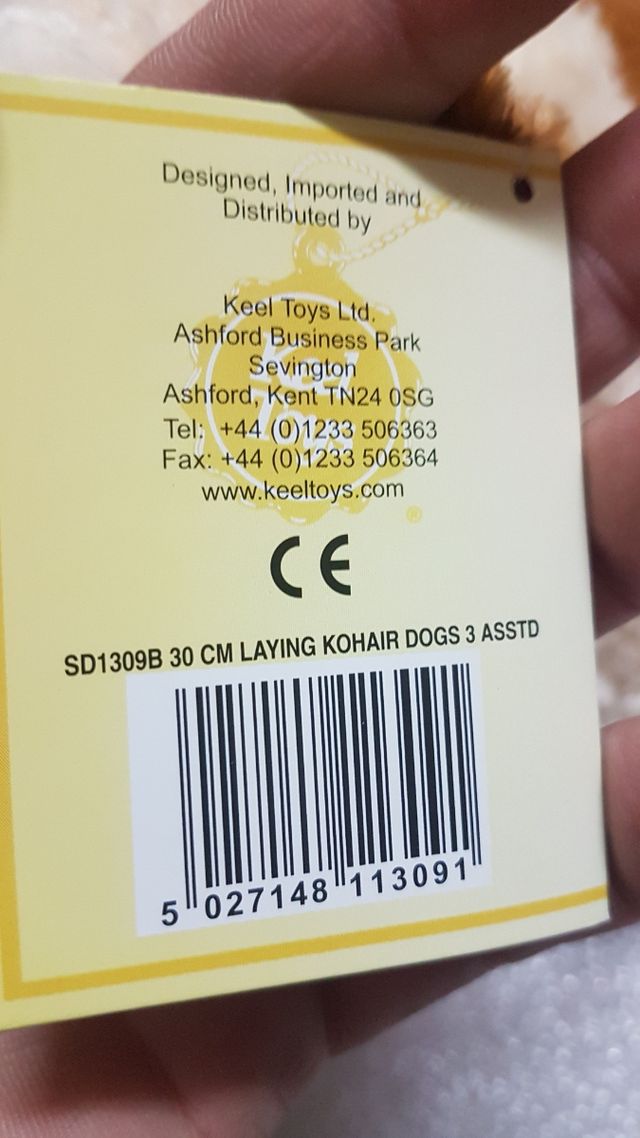 Designed, Imported and
Distributed by
Keel
Toys
Keel Toys Ltd.
Ashford Business Park
Sevington
Ashford, Kent TN24 0SG
Tel: +44 (0)1233 506363
Fax: +44 (0)1233 506364
www.keeltoys.com
®
CE
SD1309B 30 CM LAYING KOHAIR DOGS 3 ASSTD
5 027148 113091